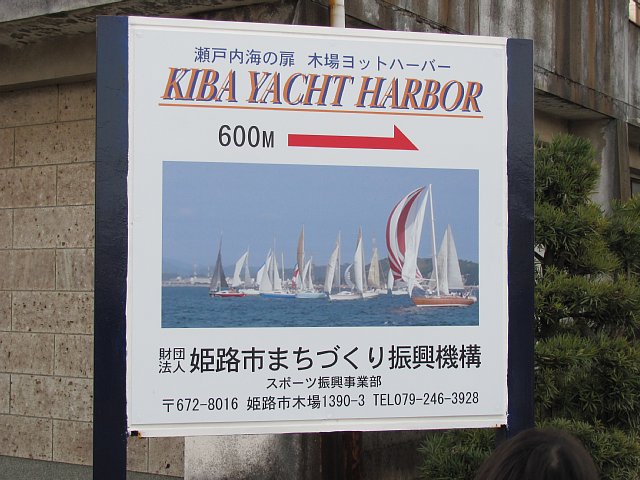 瀬戸内海の扉 木場ヨットハーバー
KIBA YACHT HARBOR
600M
財団法人 姫路市まちづくり振興機構
スポーツ振興事業部
〒672-8016 姫路市木場1390-3 TEL079-246-3928